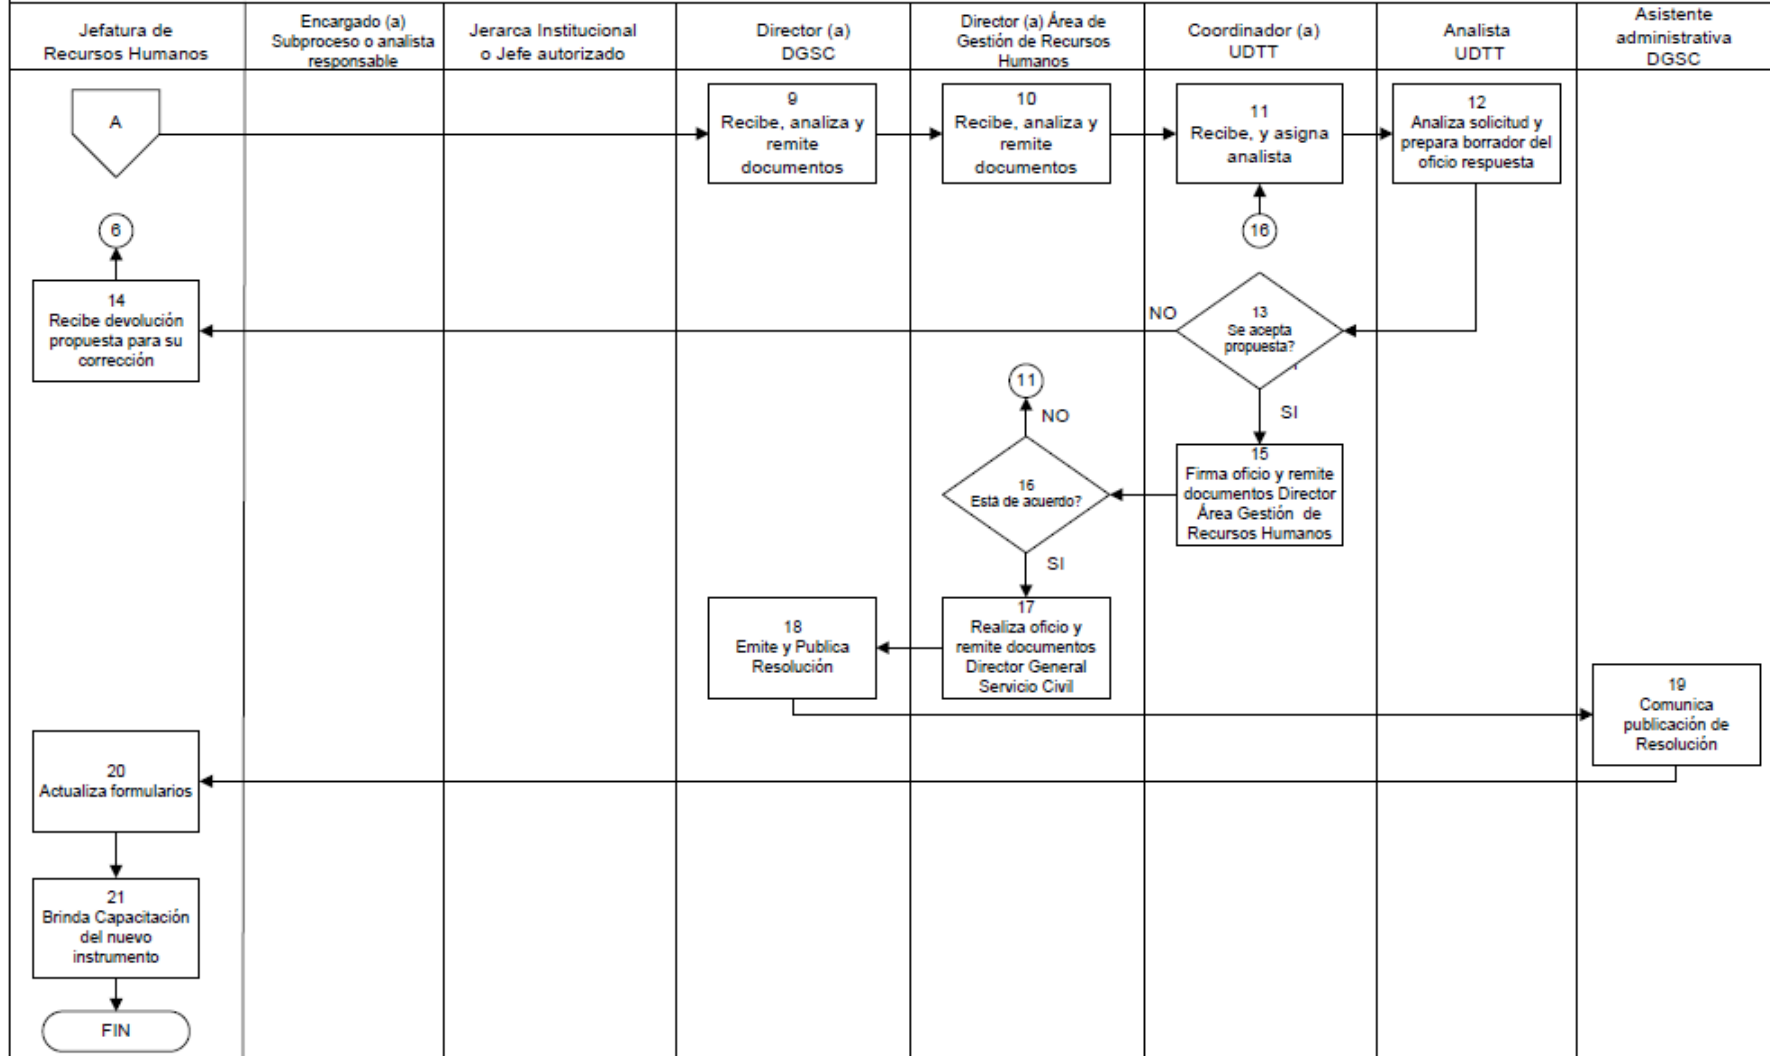 Jefatura de
Recursos Humanos
Encargado (a)
Subproceso o analista
responsable
Jerarca Institucional
o Jefe autorizado
Director (a)
DGSC
Director (a) Área de
Gestión de Recursos
Humanos
Coordinador (a)
UDTT
Analista
UDTT
Asistente
administrativa
DGSC
A
9
Recibe, analiza y
remite
documentos
10
Recibe, analiza y
remite
documentos
11
Recibe, y asigna
analista
12
Analiza solicitud y
prepara borrador del
oficio respuesta
6
16
14
Recibe devolución
propuesta para su
corrección
NO
13
Se acepta
propuesta?
11
NO
SI
16
Está de acuerdo?
15
Firma oficio y remite
documentos Director
Área Gestión de
Recursos Humanos
SI
18
Emite y Publica
Resolución
17
Realiza oficio y
remite documentos
Director General
Servicio Civil
19
Comunica
publicación de
Resolución
20
Actualiza formularios
21
Brinda Capacitación
del nuevo
instrumento
FIN